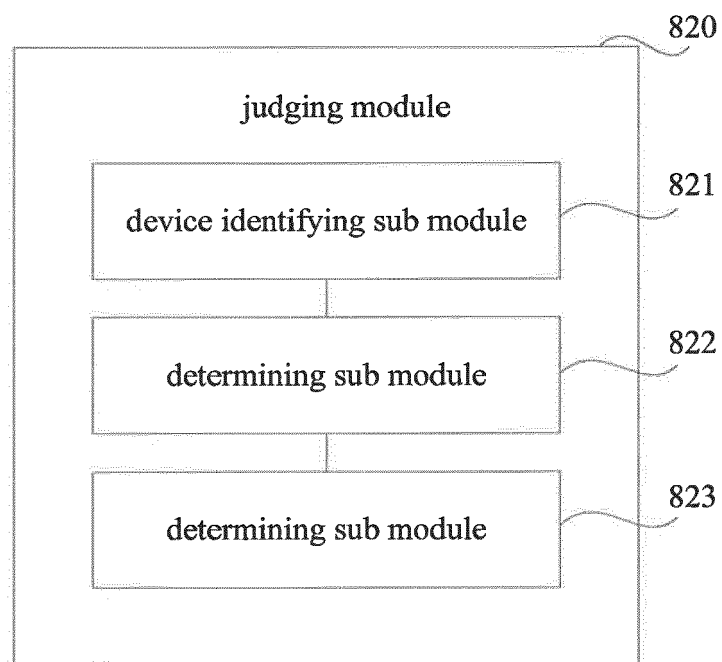 820
judging module
821
device identifying sub module
822
determining sub module
823
determining sub module